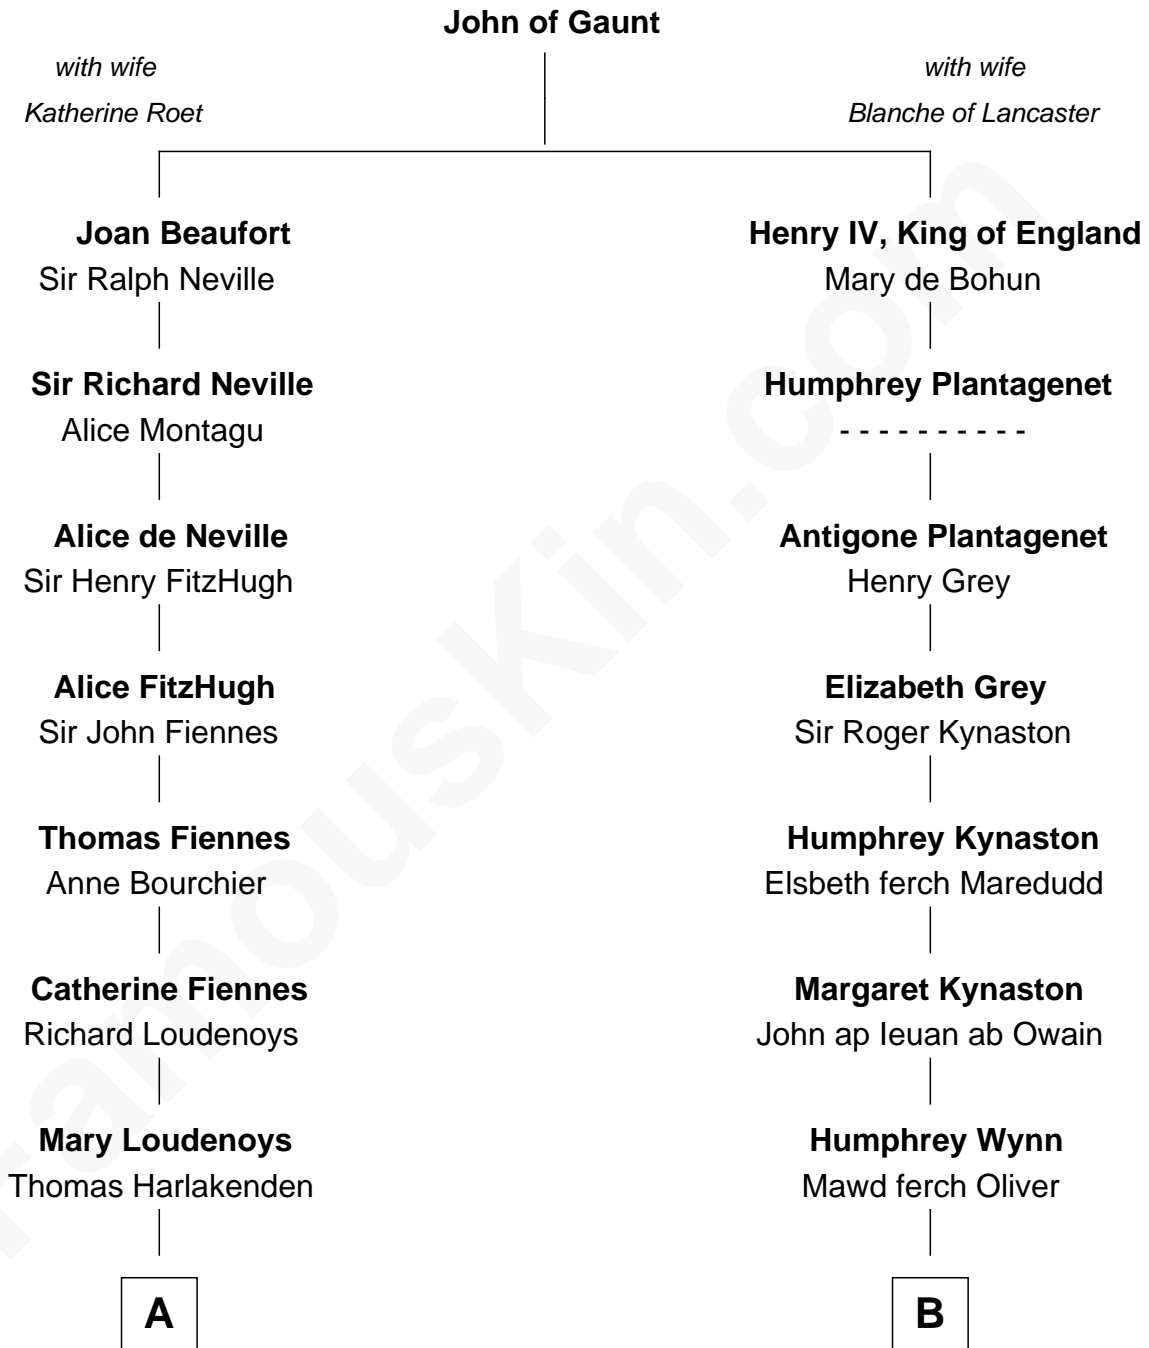 John of Gaunt
with wife
Katherine Roet
with wife
Blanche of Lancaster
Joan Beaufort
Sir Ralph Neville
Henry IV, King of England
Mary de Bohun
Sir Richard Neville
Alice Montagu
Humphrey Plantagenet
- - - - - - - - - -
Alice de Neville
Sir Henry FitzHugh
Antigone Plantagenet
Henry Grey
Alice FitzHugh
Sir John Fiennes
Elizabeth Grey
Sir Roger Kynaston
Thomas Fiennes
Anne Bourchier
Humphrey Kynaston
Elsbeth ferch Maredudd
Catherine Fiennes
Richard Loudenoys
Margaret Kynaston
John ap Ieuan ab Owain
Mary Loudenoys
Thomas Harlakenden
Humphrey Wynn
Mawd ferch Oliver
A
B
FamousKin.com